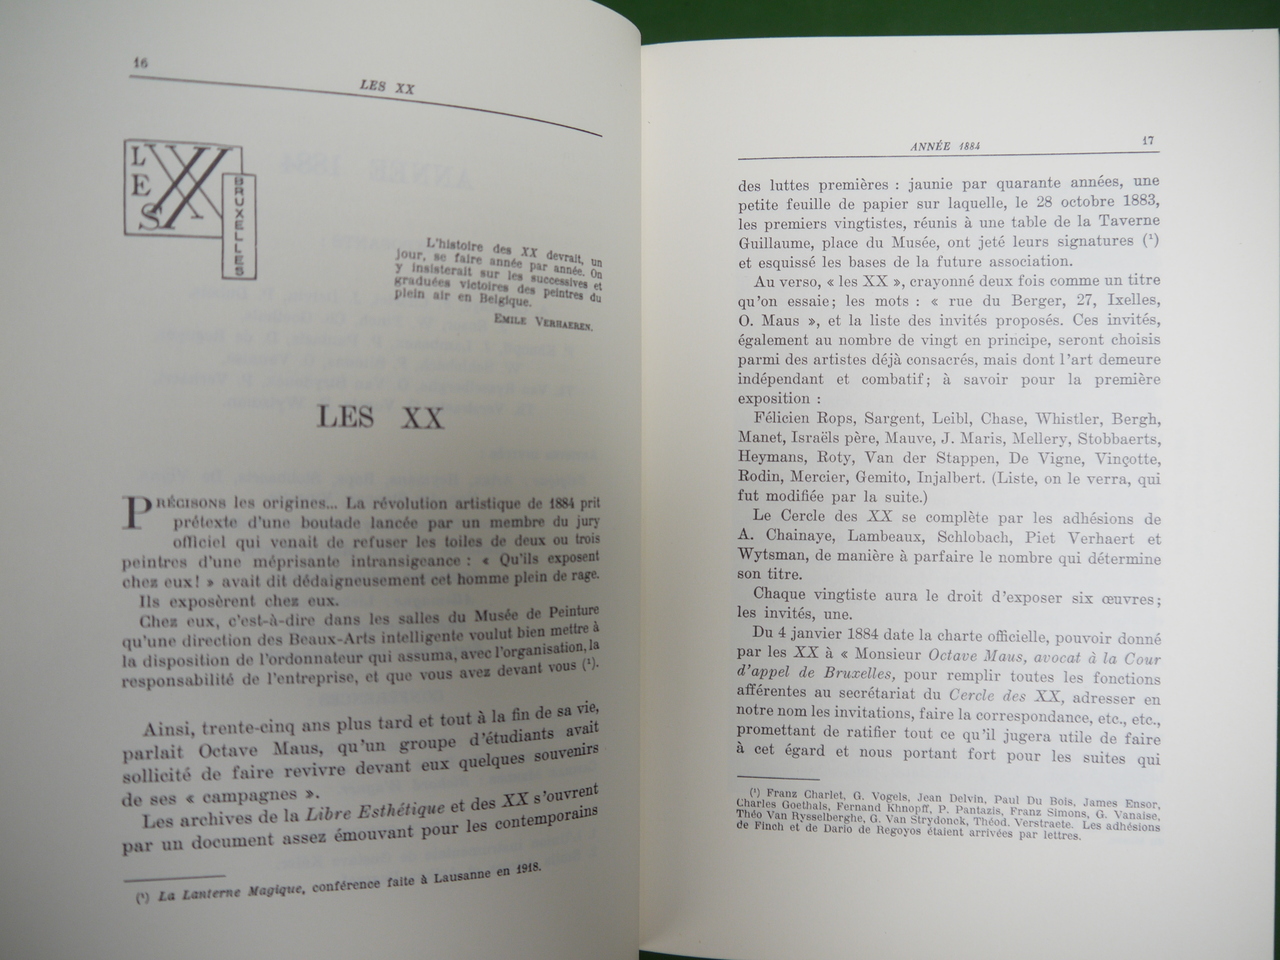 16
LES XX
LES
XX
BRUXELLES
L'histoire des XX devrait, un
jour, se faire année par année. On
y insisterait sur les successives et
graduées victoires des peintres du
plein air en Belgique.
EMILE VERHAEREN.
LES XX
PRÉCISONS les origines... La révolution artistique de 1884 prit
prétexte d'une boutade lancée par un membre du jury
officiel qui venait de refuser les toiles de deux ou trois
peintres d'une méprisante intransigeance : « Qu'ils exposent
chez eux! » avait dit dédaigneusement cet homme plein de rage.
Ils exposèrent chez eux.
Chez eux, c'est-à-dire dans les salles du Musée de Peinture
qu'une direction des Beaux-Arts intelligente voulut bien mettre à
la disposition de l'ordonnateur qui assuma, avec l'organisation, la
responsabilité de l'entreprise, et que vous avez devant vous (¹).
Ainsi, trente-cinq ans plus tard et tout à la fin de sa vie,
parlait Octave Maus, qu'un groupe d'étudiants avait
sollicité de faire revivre devant eux quelques souvenirs
de ses « campagnes ».
Les archives de la Libre Esthétique et des XX s'ouvrent
par un document assez émouvant pour les contemporains
(¹) La Lanterne Magique, conférence faite à Lausanne en 1918.
ANNÉE 1884
17
des luttes premières : jaunie par quarante années, une
petite feuille de papier sur laquelle, le 28 octobre 1883,
les premiers vingtistes, réunis à une table de la Taverne
Guillaume, place du Musée, ont jeté leurs signatures (¹)
et esquissé les bases de la future association.
Au verso, « les XX », crayonné deux fois comme un titre
qu'on essaie; les mots : « rue du Berger, 27, Ixelles,
O. Maus », et la liste des invités proposés. Ces invités,
également au nombre de vingt en principe, seront choisis
parmi des artistes déjà consacrés, mais dont l'art demeure
indépendant et combatif; à savoir pour la première
exposition :
Félicien Rops, Sargent, Leibl, Chase, Whistler, Bergh,
Manet, Israëls père, Mauve, J. Maris, Mellery, Stobbaerts,
Heymans, Roty, Van der Stappen, De Vigne, Vinçotte,
Rodin, Mercier, Gemito, Injalbert. (Liste, on le verra, qui
fut modifiée par la suite.)
Le Cercle des XX se complète par les adhésions de
A. Chainaye, Lambeaux, Schlobach, Piet Verhaert et
Wytsman, de manière à parfaire le nombre qui détermine
son titre.
Chaque vingtiste aura le droit d'exposer six œuvres;
les invités, une.
Du 4 janvier 1884 date la charte officielle, pouvoir donné
par les XX à « Monsieur Octave Maus, avocat à la Cour
d'appel de Bruxelles, pour remplir toutes les fonctions
afférentes au secrétariat du Cercle des XX, adresser en
notre nom les invitations, faire la correspondance, etc., etc.,
promettant de ratifier tout ce qu'il jugera utile de faire
à cet égard et nous portant fort pour les suites qui
(¹) Franz Charlet, G. Vogels, Jean Delvin, Paul Du Bois, James Ensor,
Charles Goethals, Fernand Khnopff, P. Pantazis, Franz Simons, G. Vanaise,
Théo Van Rysselberghe, G. Van Strydonck, Théod. Verstraete. Les adhésions
de Finch et de Dario de Regoyos étaient arrivées par lettres.